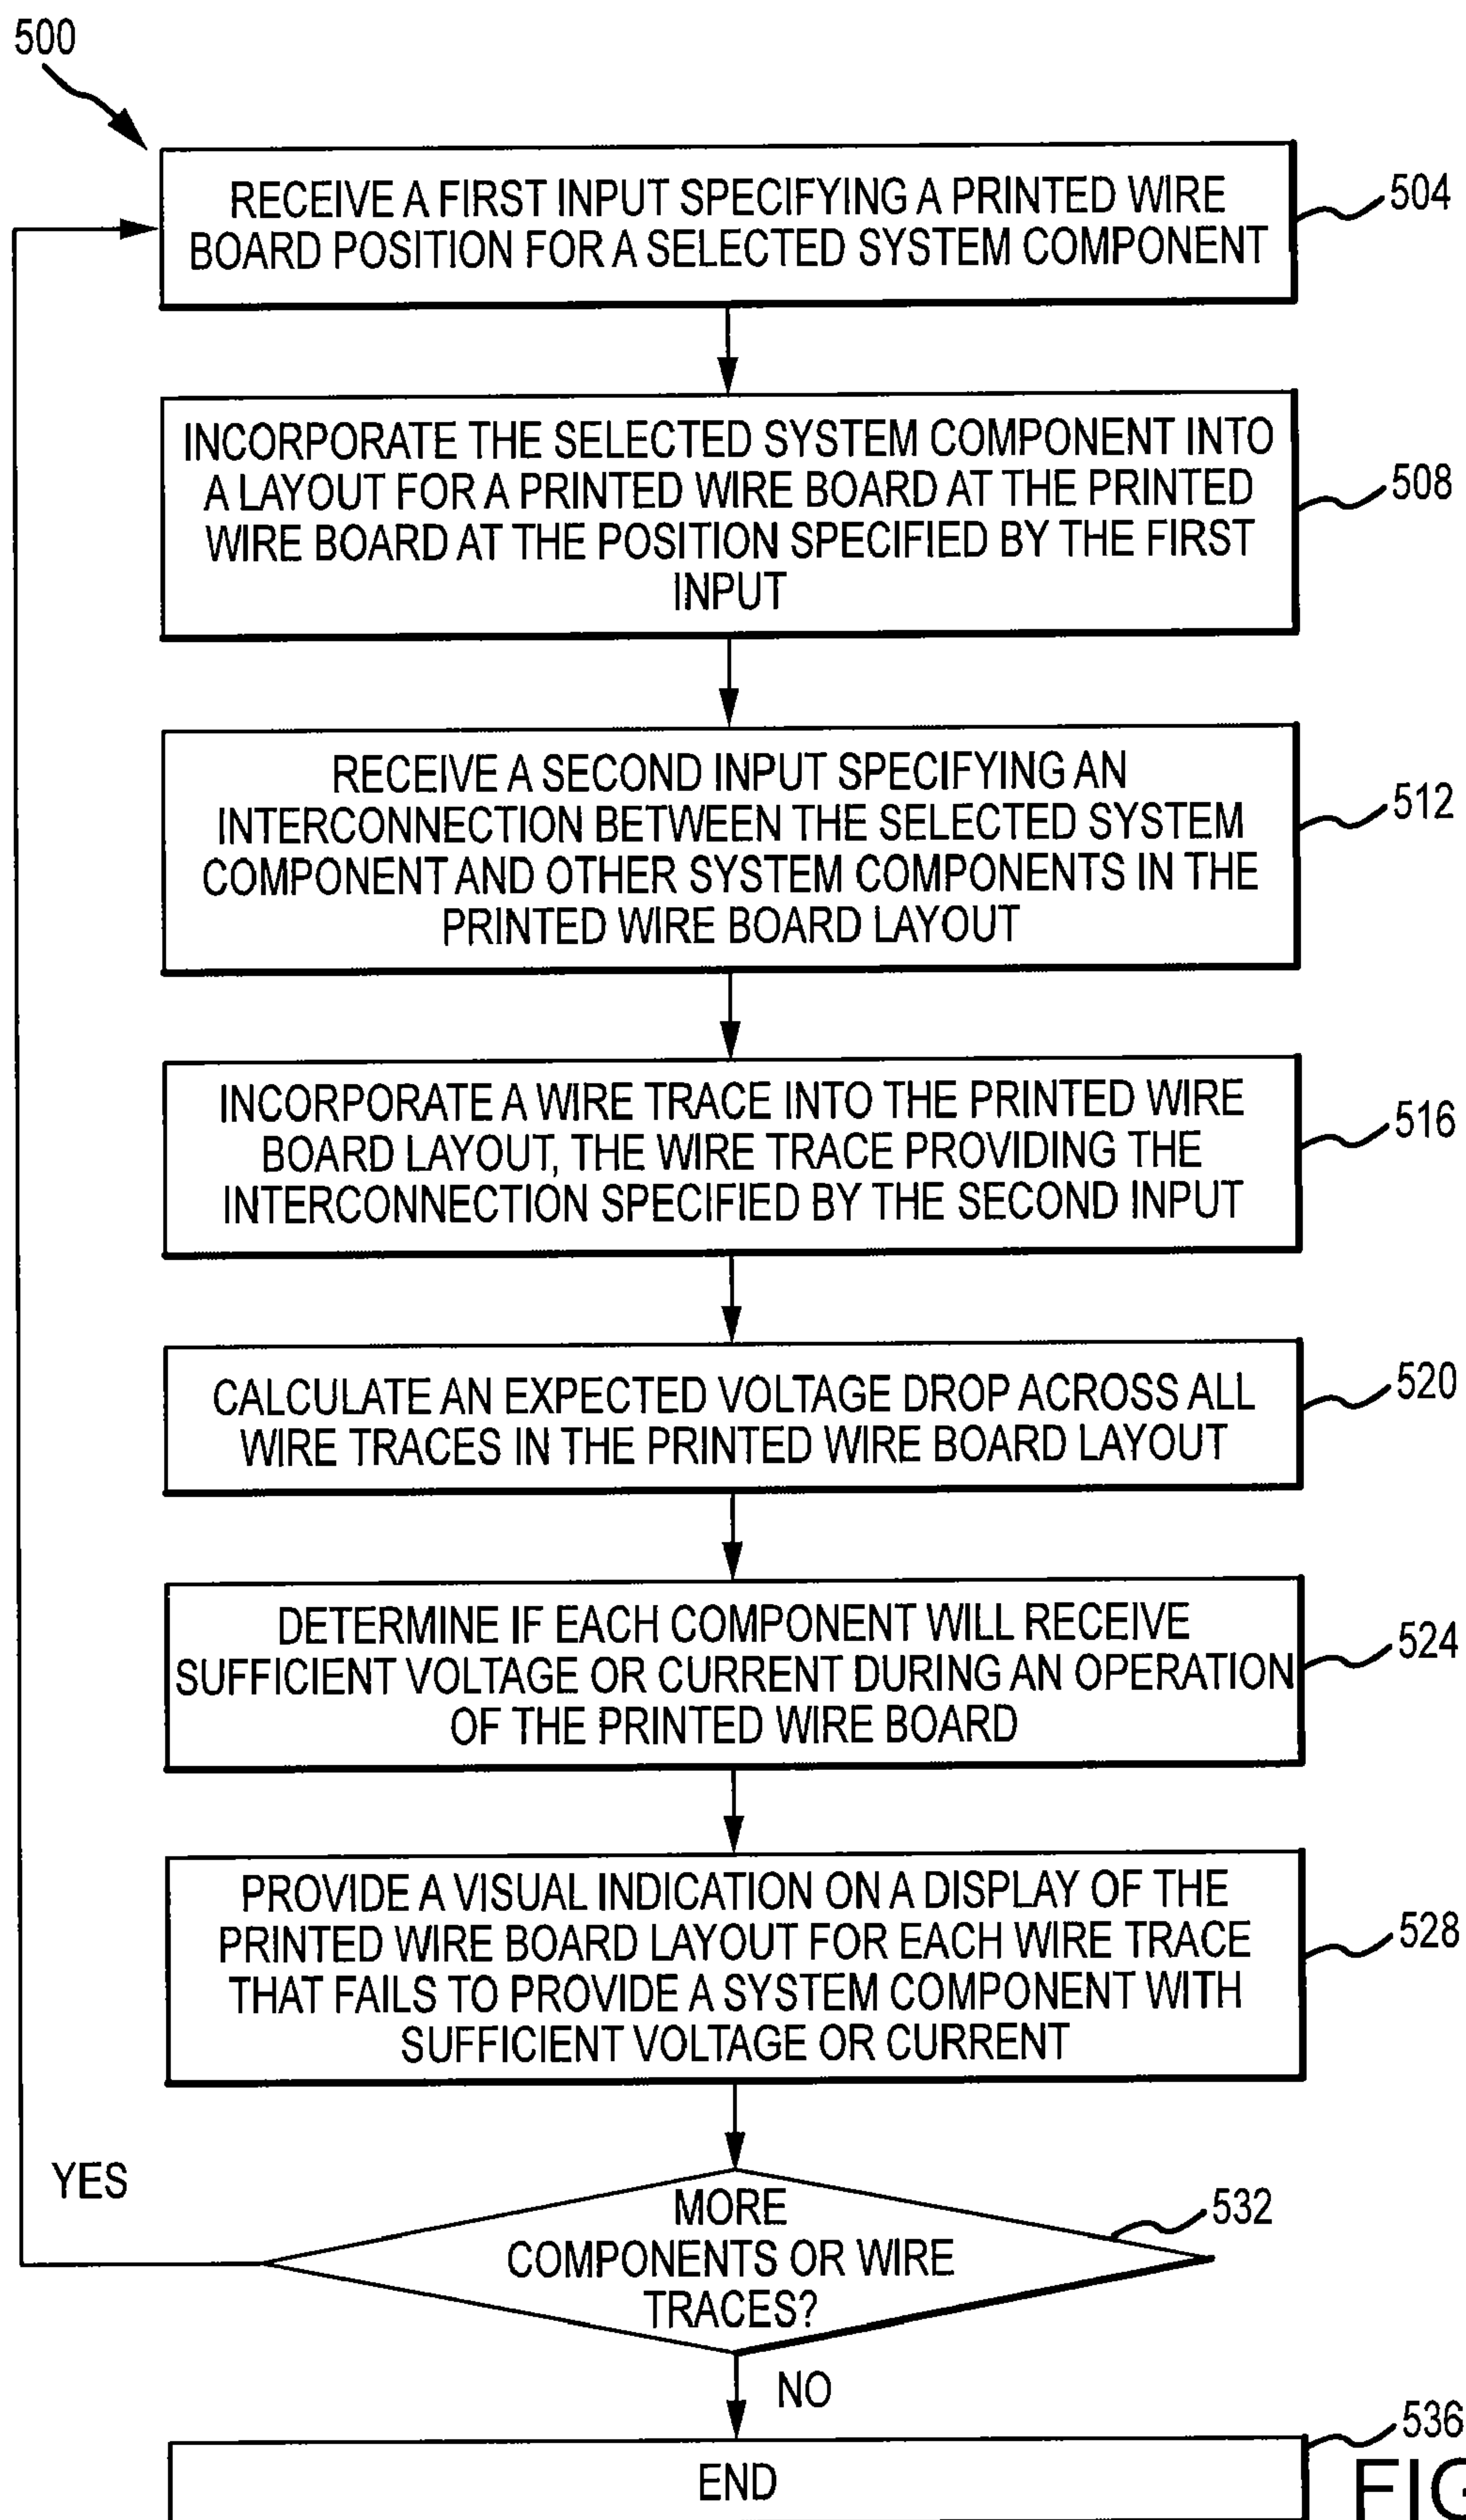 500
RECEIVE A FIRST INPUT SPECIFYING A PRINTED WIRE
BOARD POSITION FOR A SELECTED SYSTEM COMPONENT
504
INCORPORATE THE SELECTED SYSTEM COMPONENT INTO
A LAYOUT FOR A PRINTED WIRE BOARD AT THE PRINTED
WIRE BOARD AT THE POSITION SPECIFIED BY THE FIRST
INPUT
508
RECEIVE A SECOND INPUT SPECIFYING AN
INTERCONNECTION BETWEEN THE SELECTED SYSTEM
COMPONENT AND OTHER SYSTEM COMPONENTS IN THE
PRINTED WIRE BOARD LAYOUT
512
INCORPORATE A WIRE TRACE INTO THE PRINTED WIRE
BOARD LAYOUT, THE WIRE TRACE PROVIDING THE
INTERCONNECTION SPECIFIED BY THE SECOND INPUT
516
CALCULATE AN EXPECTED VOLTAGE DROP ACROSS ALL
WIRE TRACES IN THE PRINTED WIRE BOARD LAYOUT
520
DETERMINE IF EACH COMPONENT WILL RECEIVE
SUFFICIENT VOLTAGE OR CURRENT DURING AN OPERATION
OF THE PRINTED WIRE BOARD
524
PROVIDE A VISUAL INDICATION ON A DISPLAY OF THE
PRINTED WIRE BOARD LAYOUT FOR EACH WIRE TRACE
THAT FAILS TO PROVIDE A SYSTEM COMPONENT WITH
SUFFICIENT VOLTAGE OR CURRENT
528
YES
MORE
COMPONENTS OR WIRE
TRACES?
532
NO
536
END